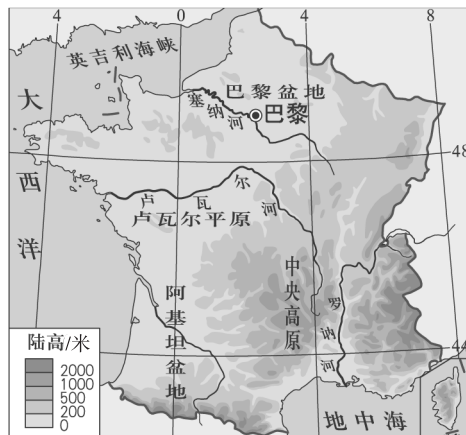 4 0 4 8
英吉利海峡
巴黎盆地
塞纳河
巴黎
大西洋
48
卢瓦尔河
卢瓦尔平原
中央高原
阿基坦盆地
罗讷河
44
地中海
陆高/米
2000
1000
500
200
0